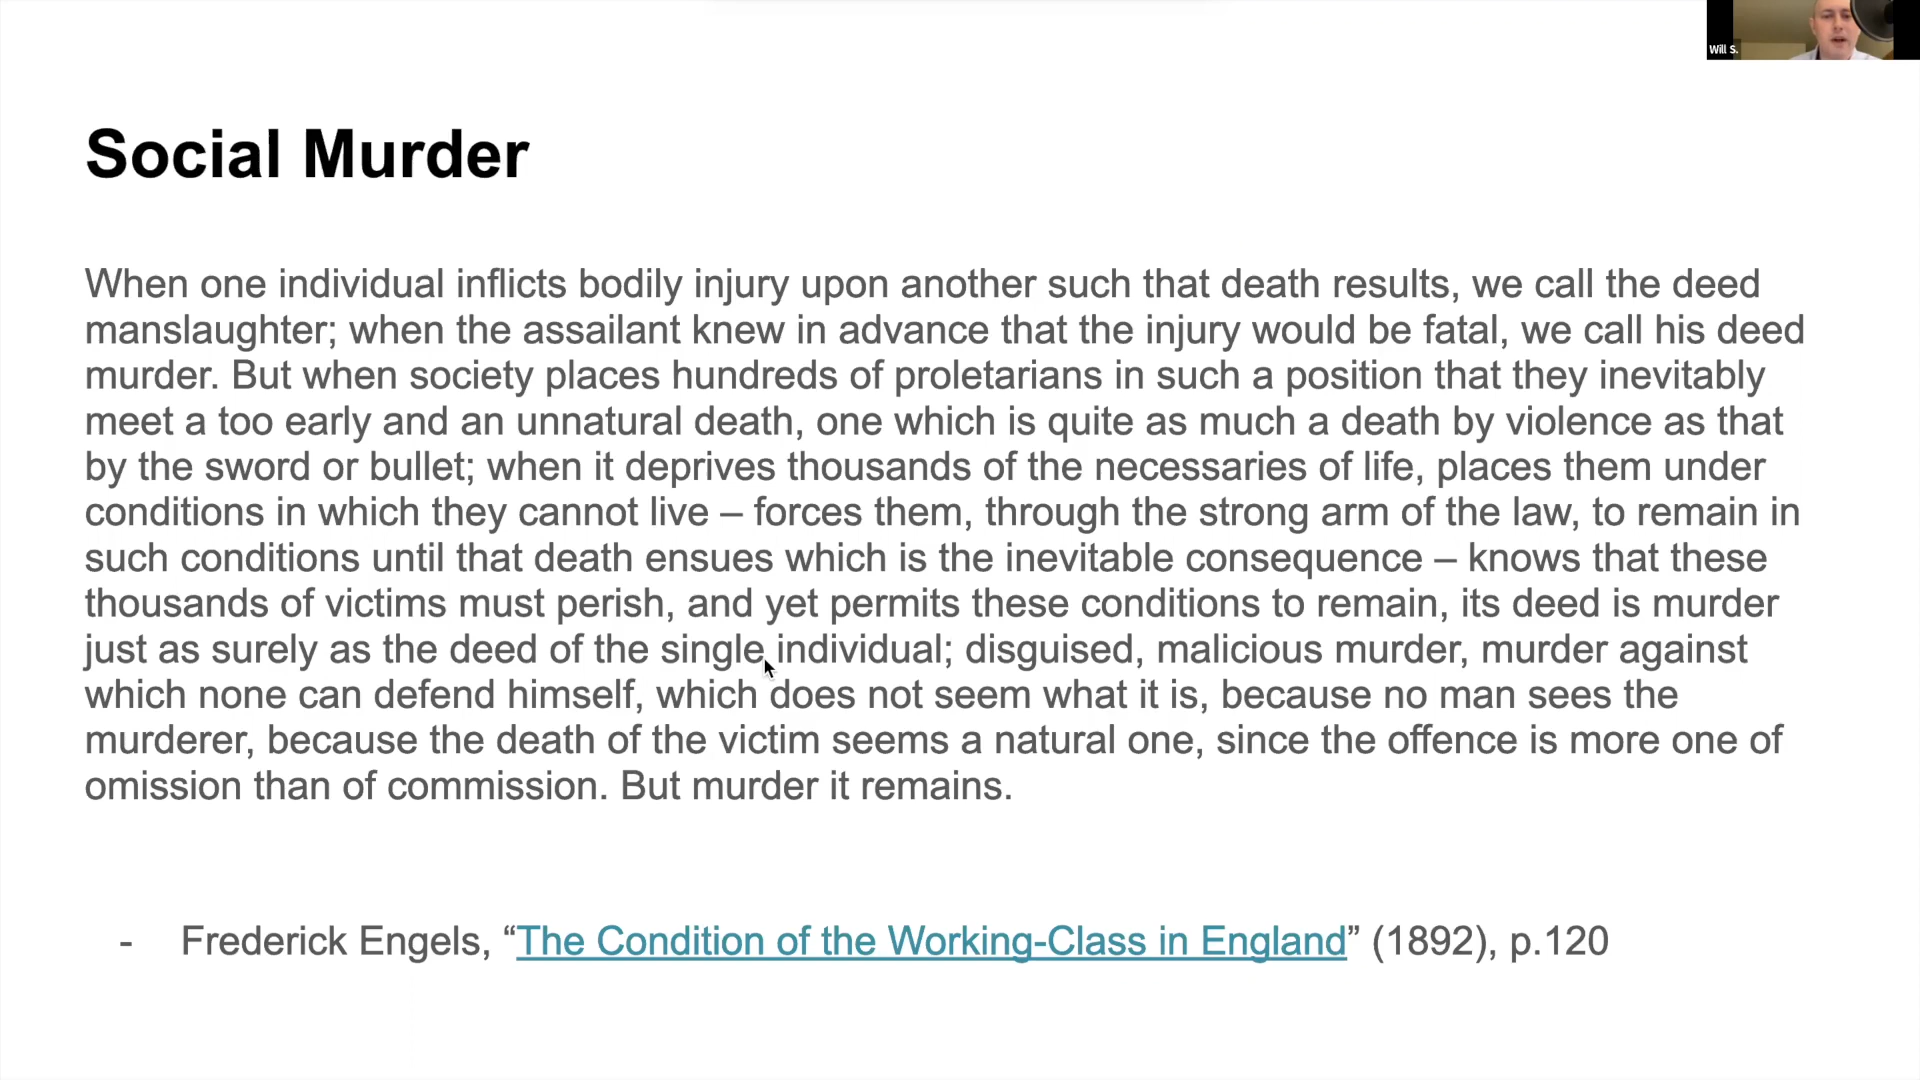 Will S.
Social Murder
When one individual inflicts bodily injury upon another such that death results, we call the deed
manslaughter; when the assailant knew in advance that the injury would be fatal, we call his deed
murder. But when society places hundreds of proletarians in such a position that they inevitably
meet a too early and an unnatural death, one which is quite as much a death by violence as that
by the sword or bullet; when it deprives thousands of the necessaries of life, places them under
conditions in which they cannot live – forces them, through the strong arm of the law, to remain in
such conditions until that death ensues which is the inevitable consequence – knows that these
thousands of victims must perish, and yet permits these conditions to remain, its deed is murder
just as surely as the deed of the single individual; disguised, malicious murder, murder against
which none can defend himself, which does not seem what it is, because no man sees the
murderer, because the death of the victim seems a natural one, since the offence is more one of
omission than of commission. But murder it remains.
- Frederick Engels, “The Condition of the Working-Class in England” (1892), p.120